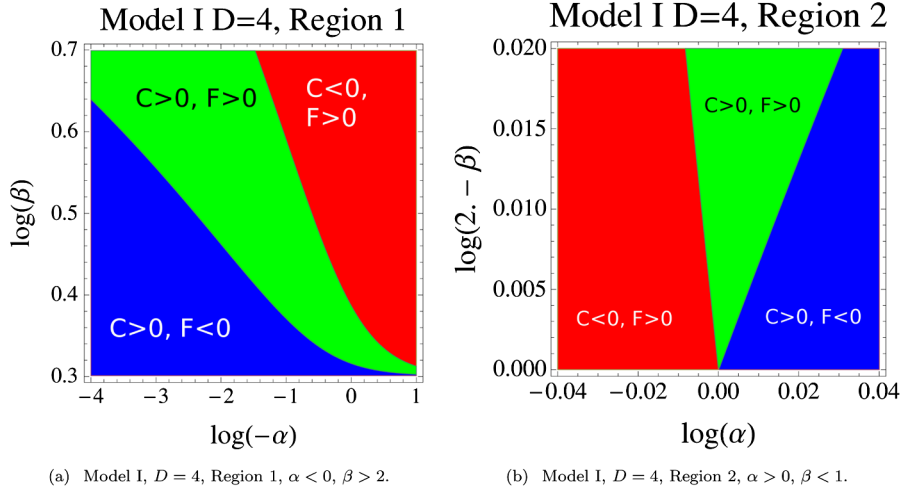 Model I D=4, Region 1
0.7
0.6
0.5
0.4
0.3
log(β)
C>0, F>0
C<0,
F>0
C>0, F<0
−4
−3
−2
−1
0
1
log(−α)
(a) Model I, D = 4, Region 1, α < 0, β > 2.
Model I D=4, Region 2
0.020
0.015
0.010
0.005
0.000
log(2. − β)
C>0, F>0
C<0, F>0
C>0, F<0
−0.04
−0.02
0.00
0.02
0.04
log(α)
(b) Model I, D = 4, Region 2, α > 0, β < 1.